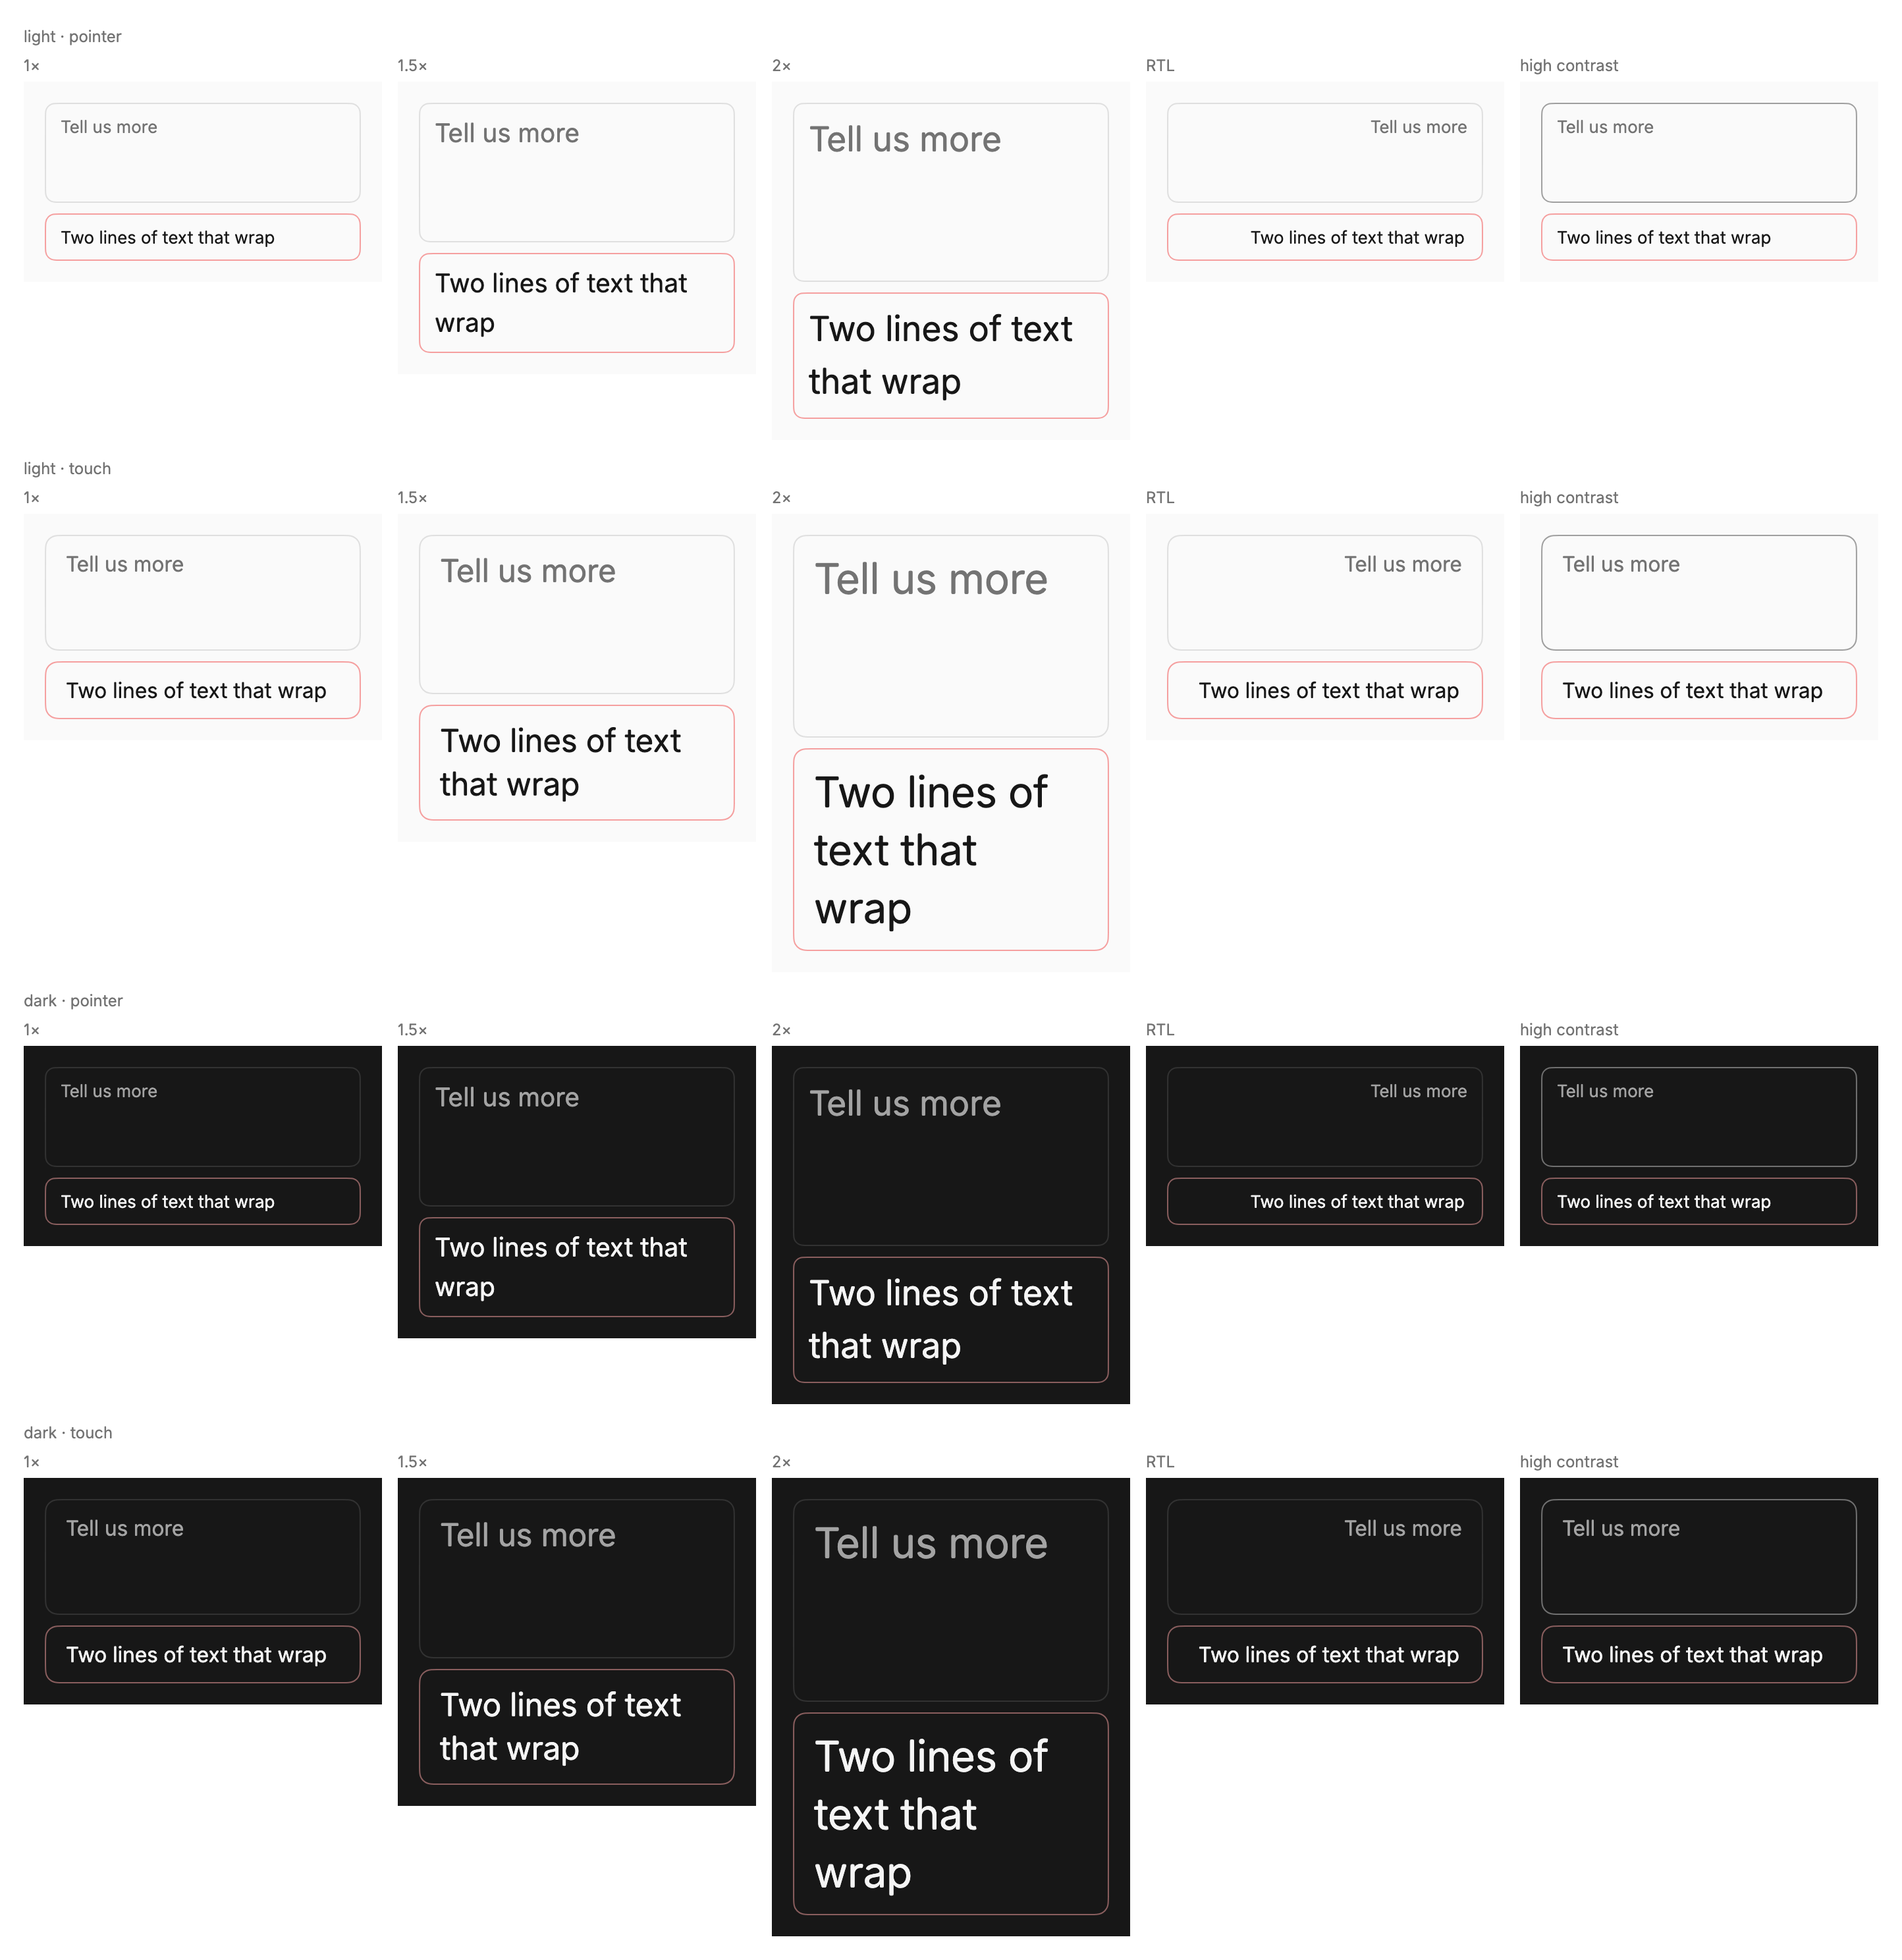 light · pointer
1×
1.5×
2×
RTL
high contrast
Tell us more
Two lines of text that wrap
Tell us more
Two lines of text that
wrap
Tell us more
Two lines of text
that wrap
Tell us more
Two lines of text that wrap
Tell us more
Two lines of text that wrap
light · touch
1×
1.5×
2×
RTL
high contrast
Tell us more
Two lines of text that wrap
Tell us more
Two lines of text
that wrap
Tell us more
Two lines of
text that
wrap
Tell us more
Two lines of text that wrap
Tell us more
Two lines of text that wrap
dark · pointer
1×
1.5×
2×
RTL
high contrast
Tell us more
Two lines of text that wrap
Tell us more
Two lines of text that
wrap
Tell us more
Two lines of text
that wrap
Tell us more
Two lines of text that wrap
Tell us more
Two lines of text that wrap
dark · touch
1×
1.5×
2×
RTL
high contrast
Tell us more
Two lines of text that wrap
Tell us more
Two lines of text
that wrap
Tell us more
Two lines of
text that
wrap
Tell us more
Two lines of text that wrap
Tell us more
Two lines of text that wrap